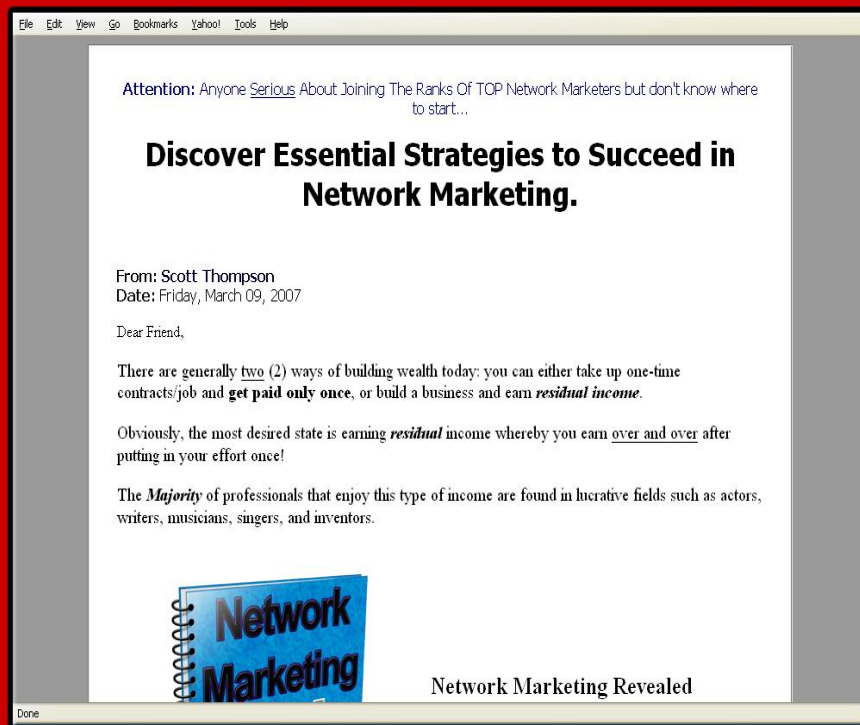 File Edit View Go Bookmarks Yahoo! Tools Help
Attention: Anyone Serious About Joining The Ranks Of TOP Network Marketers but don't know where
to start...
Discover Essential Strategies to Succeed in
Network Marketing.
From: Scott Thompson
Date: Friday, March 09, 2007
Dear Friend,
There are generally two (2) ways of building wealth today: you can either take up one-time
contracts/job and get paid only once, or build a business and earn residual income.
Obviously, the most desired state is earning residual income whereby you earn over and over after
putting in your effort once!
The Majority of professionals that enjoy this type of income are found in lucrative fields such as actors,
writers, musicians, singers, and inventors.
Network
Marketing
Network Marketing Revealed
Done